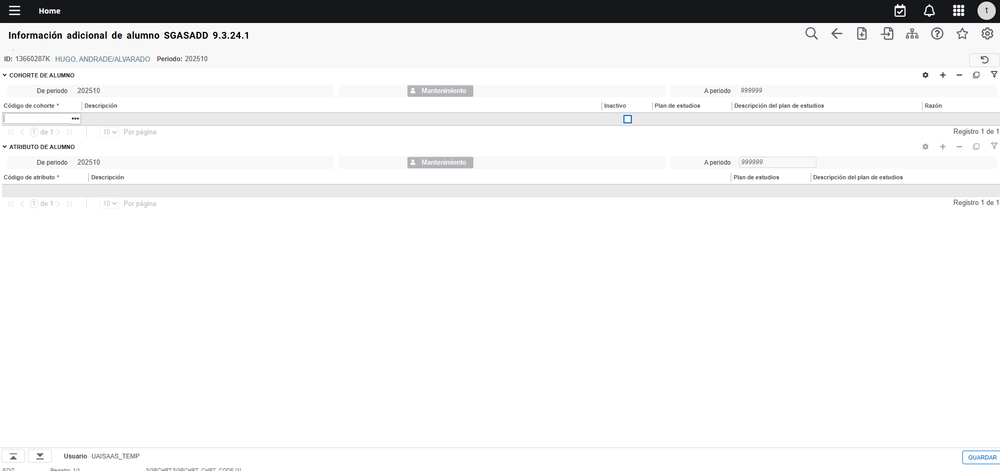 Home
t
Información adicional de alumno SGASADD 9.3.24.1
ID: 13660287K HUGO, ANDRADE/ALVARADO Periodo: 202510
COHORTE DE ALUMNO
De periodo 202510 Mantenimiento A periodo 999999
Código de cohorte * Descripción Inactivo Plan de estudios Descripción del plan de estudios Razón
1 de 1 10 Por página Registro 1 de 1
ATRIBUTO DE ALUMNO
De periodo 202510 Mantenimiento A periodo 999999
Código de atributo * Descripción Plan de estudios Descripción del plan de estudios
1 de 1 10 Por página Registro 1 de 1
Usuario UAISAAS_TEMP GUARDAR
EDIT Registro: 1/1 SGRCHRT.SGRCHRT_CHRT_CODE [1]